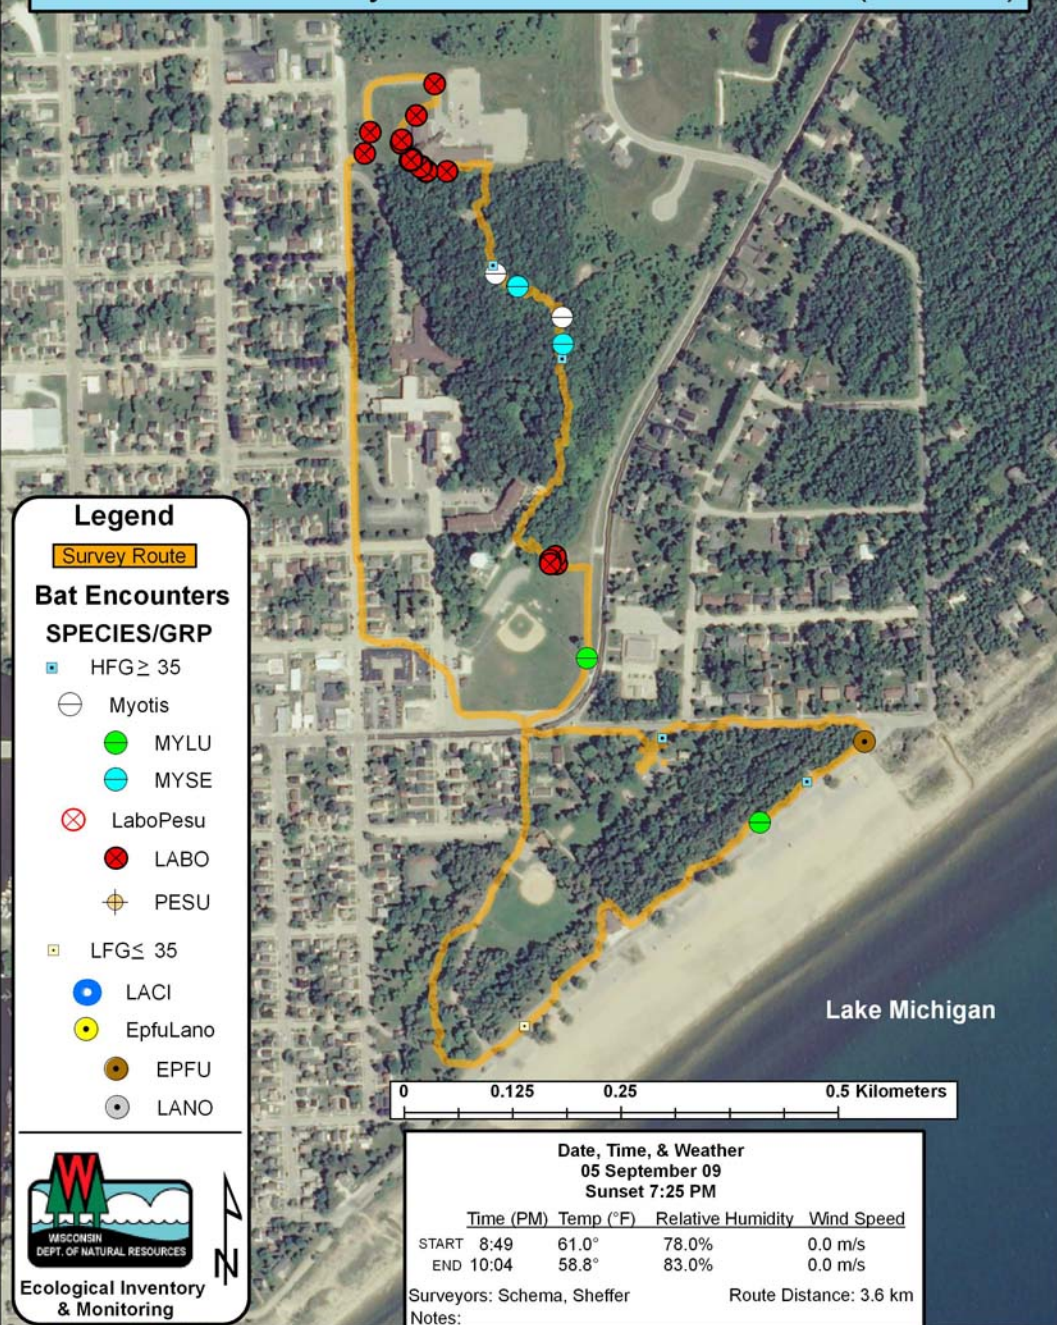 Legend
Survey Route
Bat Encounters
SPECIES/GRP
HFG≥ 35
Myotis
MYLU
MYSE
LaboPesu
LABO
PESU
LFG≤ 35
LACI
EpfuLano
EPFU
LANO
W
WISCONSIN
DEPT. OF NATURAL RESOURCES
N
Ecological Inventory
& Monitoring
Lake Michigan
0 0.125 0.25 0.5 Kilometers
Date, Time, & Weather
05 September 09
Sunset 7:25 PM
Time (PM) Temp (°F) Relative Humidity Wind Speed
START 8:49 61.0° 78.0% 0.0 m/s
END 10:04 58.8° 83.0% 0.0 m/s
Surveyors: Schema, Sheffer Route Distance: 3.6 km
Notes: